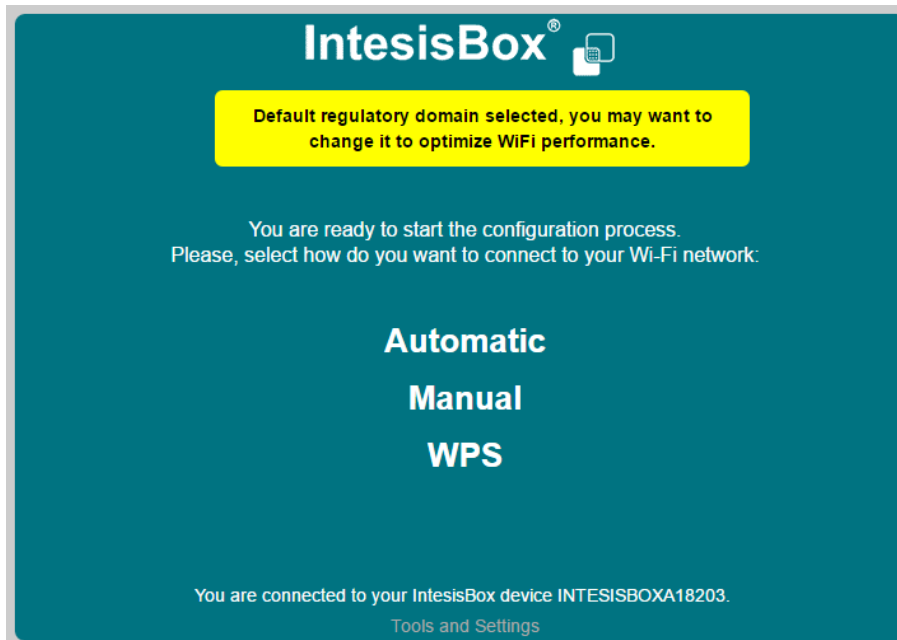 IntesisBox®
Default regulatory domain selected, you may want to
change it to optimize WiFi performance.
You are ready to start the configuration process.
Please, select how do you want to connect to your Wi-Fi network:
Automatic
Manual
WPS
You are connected to your IntesisBox device INTESISBOXA18203.
Tools and Settings